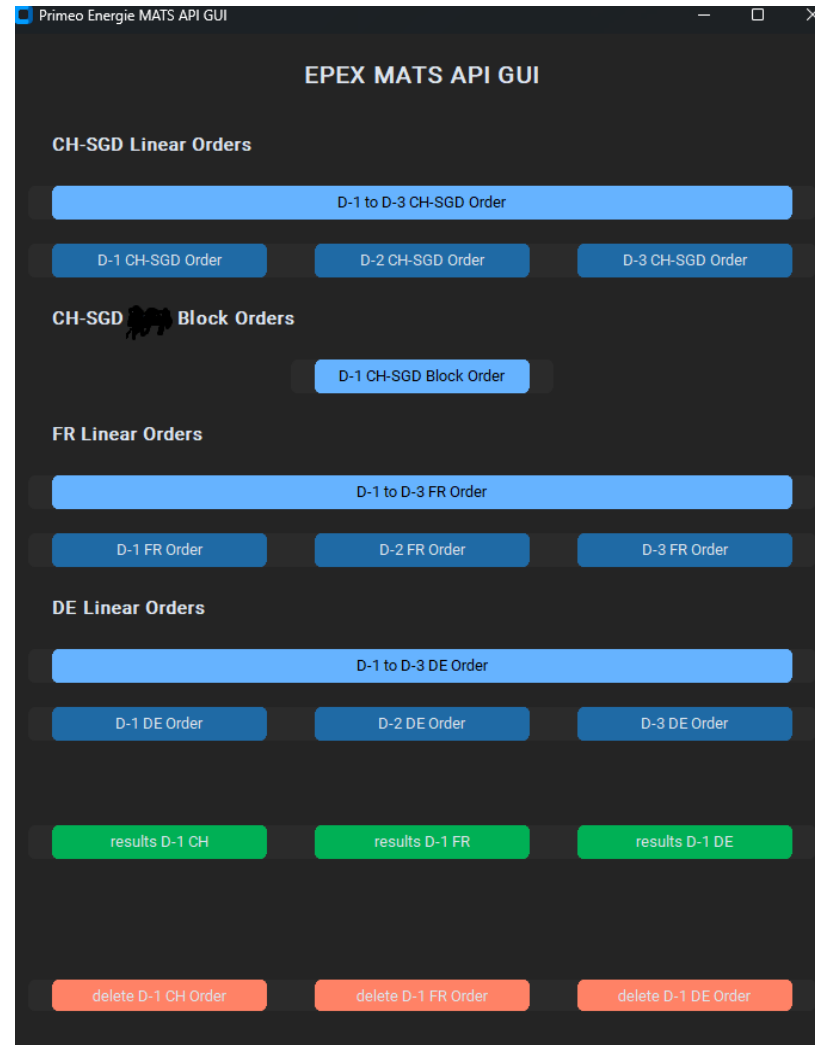 Primeo Energie MATS API GUI
EPEX MATS API GUI
CH-SGD Linear Orders
D-1 to D-3 CH-SGD Order
D-1 CH-SGD Order
D-2 CH-SGD Order
D-3 CH-SGD Order
CH-SGD Block Orders
D-1 CH-SGD Block Order
FR Linear Orders
D-1 to D-3 FR Order
D-1 FR Order
D-2 FR Order
D-3 FR Order
DE Linear Orders
D-1 to D-3 DE Order
D-1 DE Order
D-2 DE Order
D-3 DE Order
results D-1 CH
results D-1 FR
results D-1 DE
delete D-1 CH Order
delete D-1 FR Order
delete D-1 DE Order